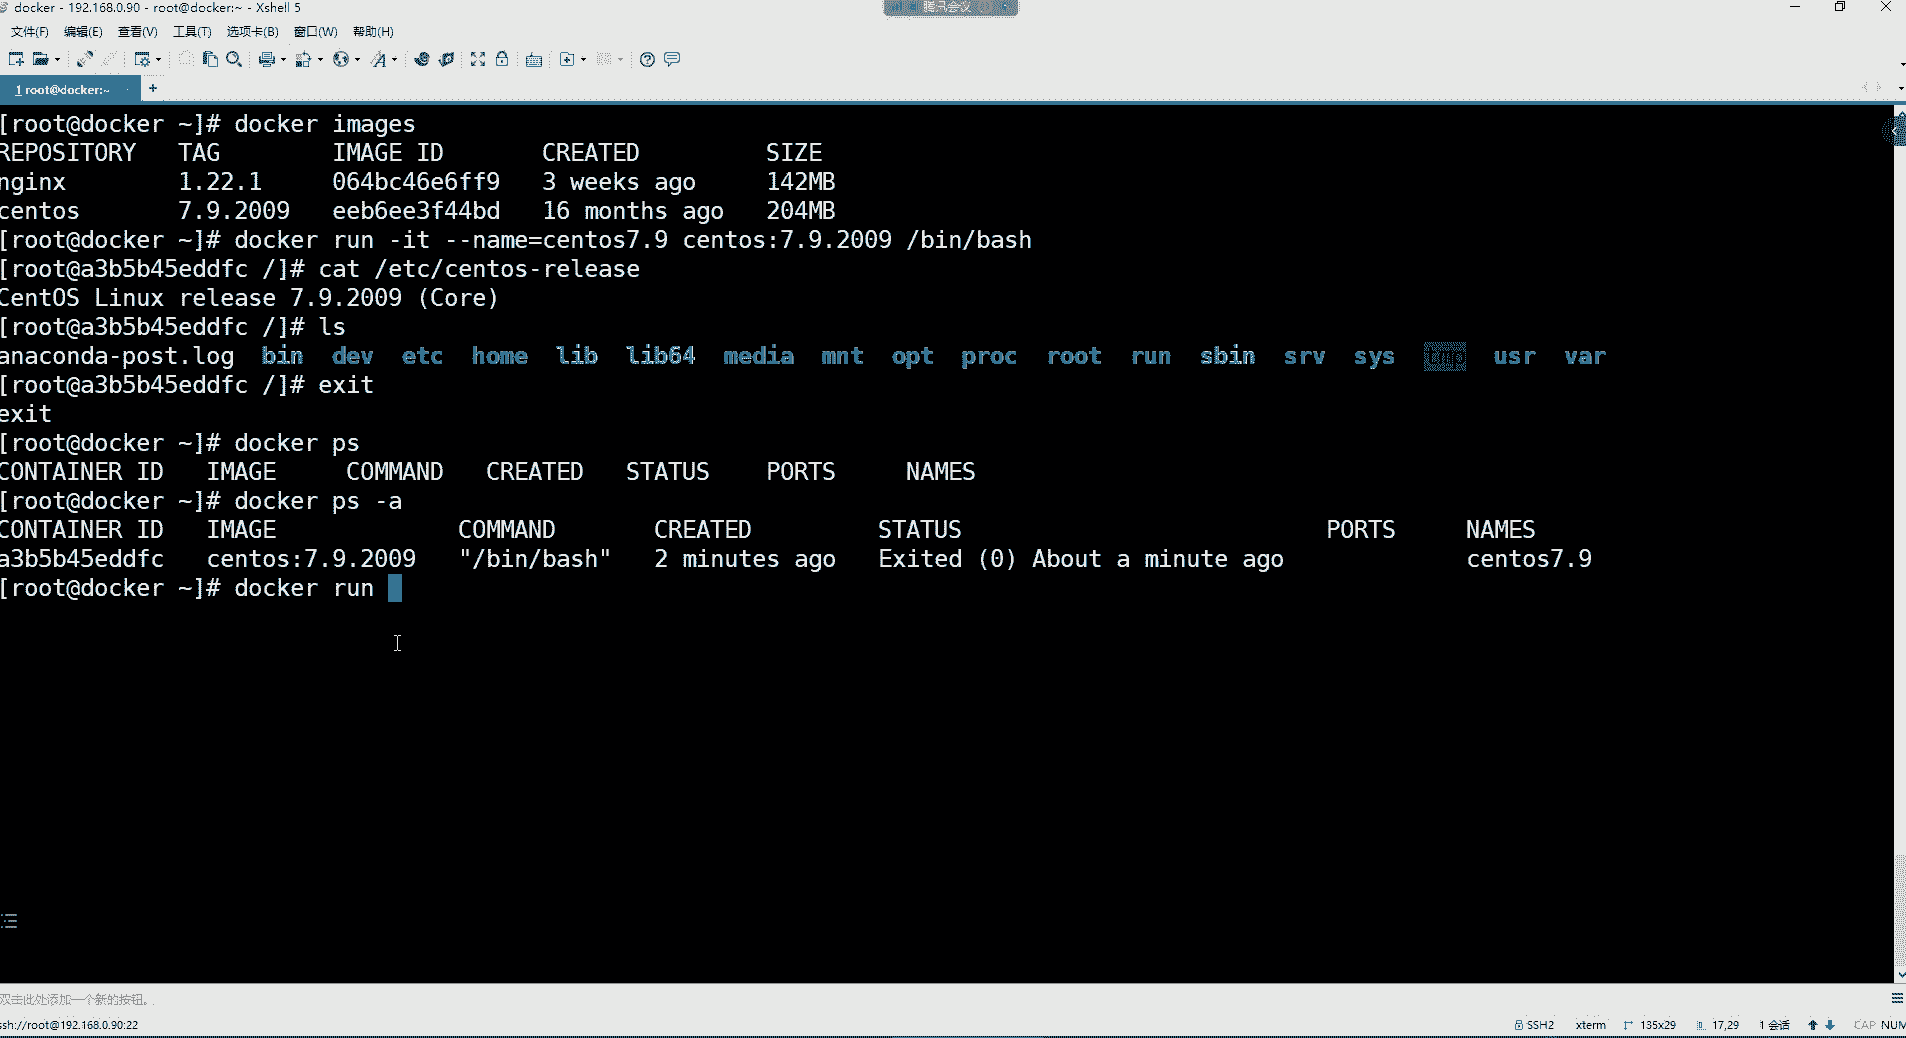 docker - 192.168.0.90 - root@docker:~ - Xshell 5
腾讯会议
文件(F) 编辑(E) 查看(V) 工具(T) 选项卡(B) 窗口(W) 帮助(H)
1 root@docker:~ +
[root@docker ~]# docker images
REPOSITORY TAG IMAGE ID CREATED SIZE
nginx 1.22.1 064bc46e6ff9 3 weeks ago 142MB
centos 7.9.2009 eeb6ee3f44bd 16 months ago 204MB
[root@docker ~]# docker run -it --name=centos7.9 centos:7.9.2009 /bin/bash
[root@a3b5b45eddfc /]# cat /etc/centos-release
CentOS Linux release 7.9.2009 (Core)
[root@a3b5b45eddfc /]# ls
anaconda-post.log bin dev etc home lib lib64 media mnt opt proc root run sbin srv sys tmp usr var
[root@a3b5b45eddfc /]# exit
exit
[root@docker ~]# docker ps
CONTAINER ID IMAGE COMMAND CREATED STATUS PORTS NAMES
[root@docker ~]# docker ps -a
CONTAINER ID IMAGE COMMAND CREATED STATUS PORTS NAMES
a3b5b45eddfc centos:7.9.2009 "/bin/bash" 2 minutes ago Exited (0) About a minute ago centos7.9
[root@docker ~]# docker run
双击此处添加一个新的按钮。
ssh://root@192.168.0.90:22 SSH2 xterm 135x29 17,29 1 会话 CAP NUM